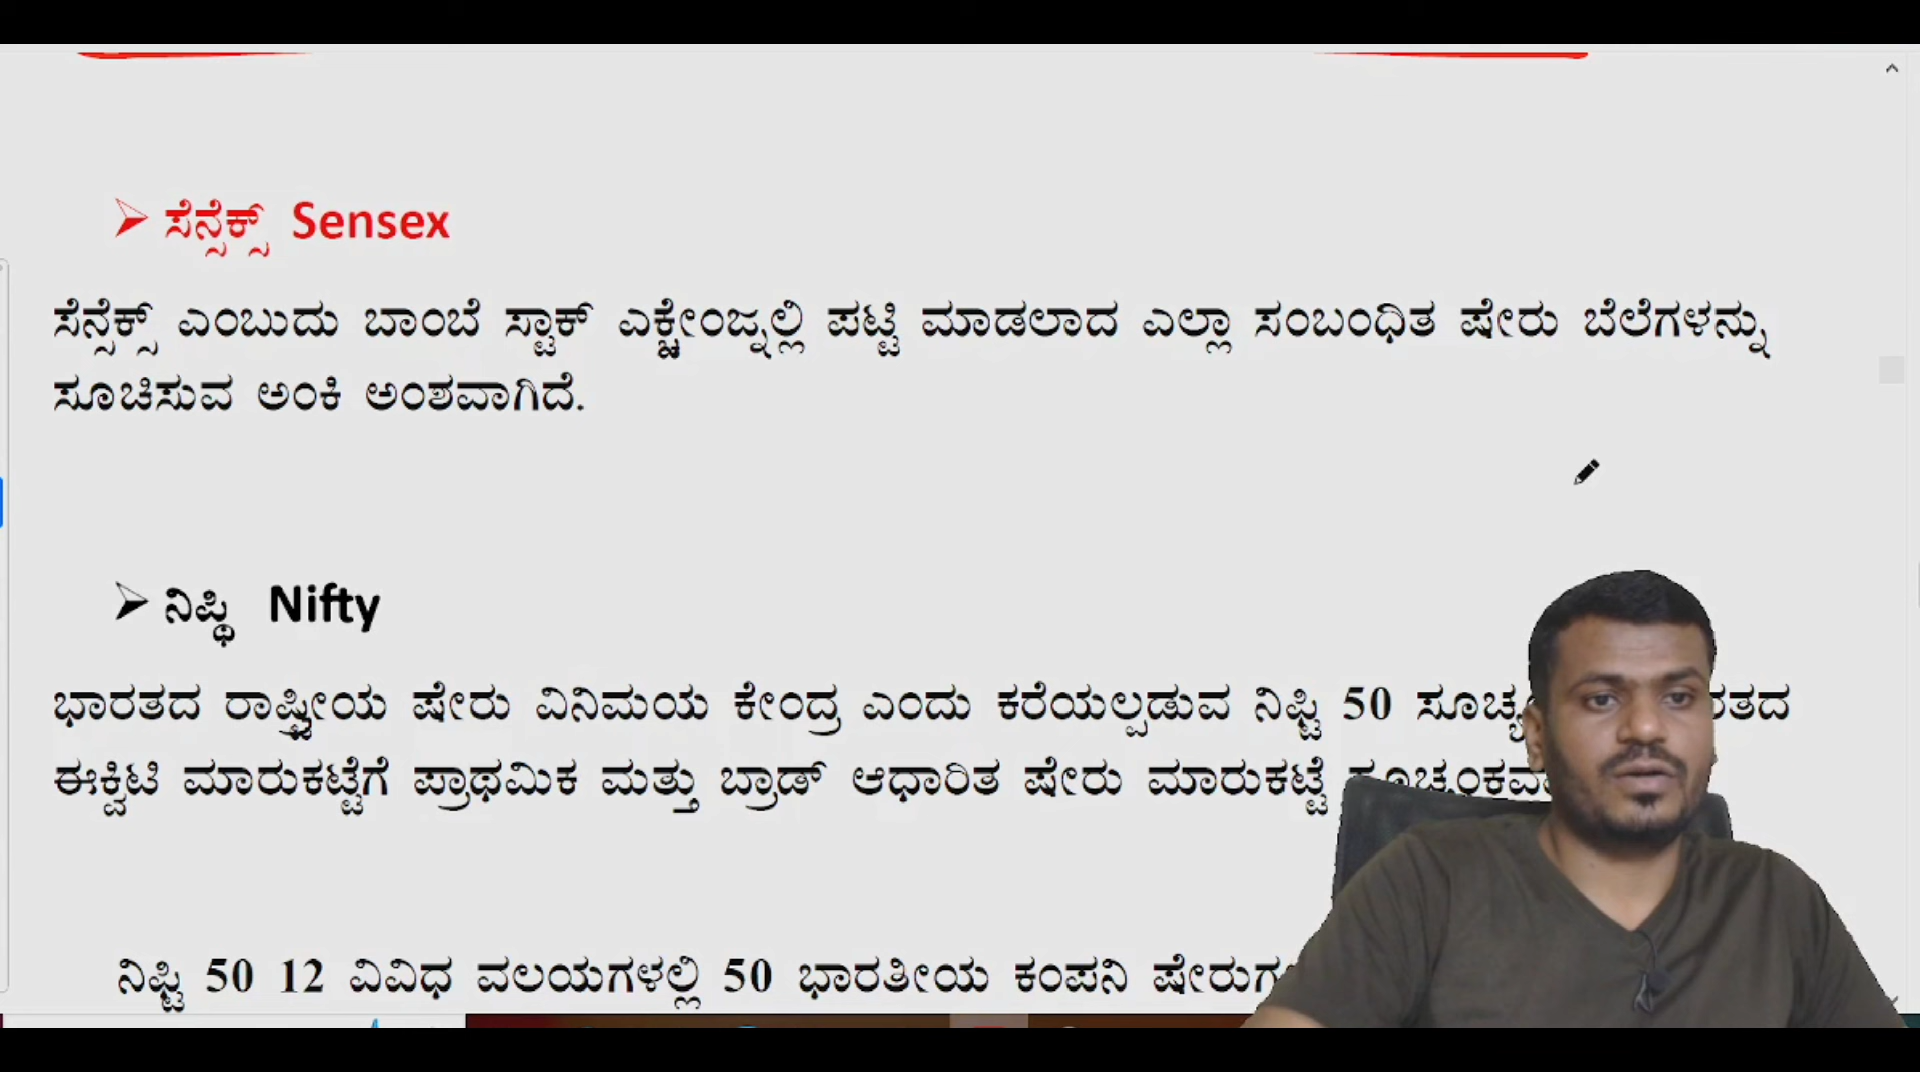 ಸೆನ್ಸೆಕ್ಸ್ Sensex
ಸೆನ್ಸೆಕ್ಸ್ ಎಂಬುದು ಬಾಂಬೆ ಸ್ಟಾಕ್ ಎಕ್ಚೇಂಜ್ನಲ್ಲಿ ಪಟ್ಟಿ ಮಾಡಲಾದ ಎಲ್ಲಾ ಸಂಬಂಧಿತ ಷೇರು ಬೆಲೆಗಳನ್ನು
ಸೂಚಿಸುವ ಅಂಕಿ ಅಂಶವಾಗಿದೆ.
ನಿಪ್ಥಿ Nifty
ಭಾರತದ ರಾಷ್ಟ್ರೀಯ ಷೇರು ವಿನಿಮಯ ಕೇಂದ್ರ ಎಂದು ಕರೆಯಲ್ಪಡುವ ನಿಫ್ಟಿ 50
ಈಕ್ವಿಟಿ ಮಾರುಕಟ್ಟೆಗೆ ಪ್ರಾಥಮಿಕ ಮತ್ತು ಬ್ರಾಡ್ ಆಧಾರಿತ ಷೇರು ಮಾರುಕಟ್ಟೆ
ನಿಫ್ಟಿ 50 12 ವಿವಿಧ ವಲಯಗಳಲ್ಲಿ 50 ಭಾರತೀಯ ಕಂಪನಿ